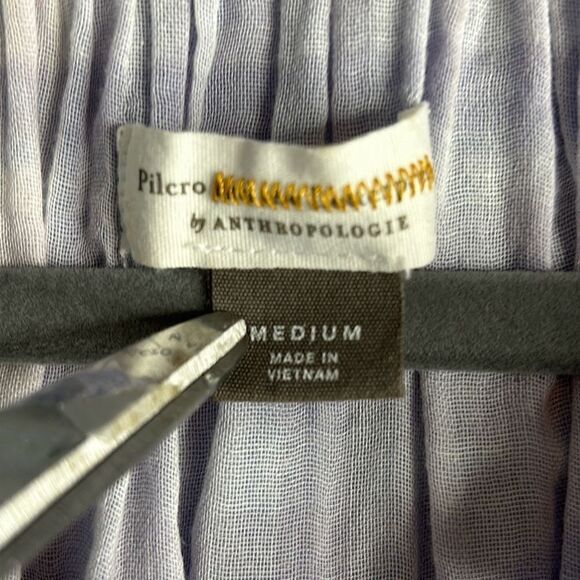 Pilcro
by ANTHROPOLOGIE
MEDIUM
MADE IN
VIETNAM